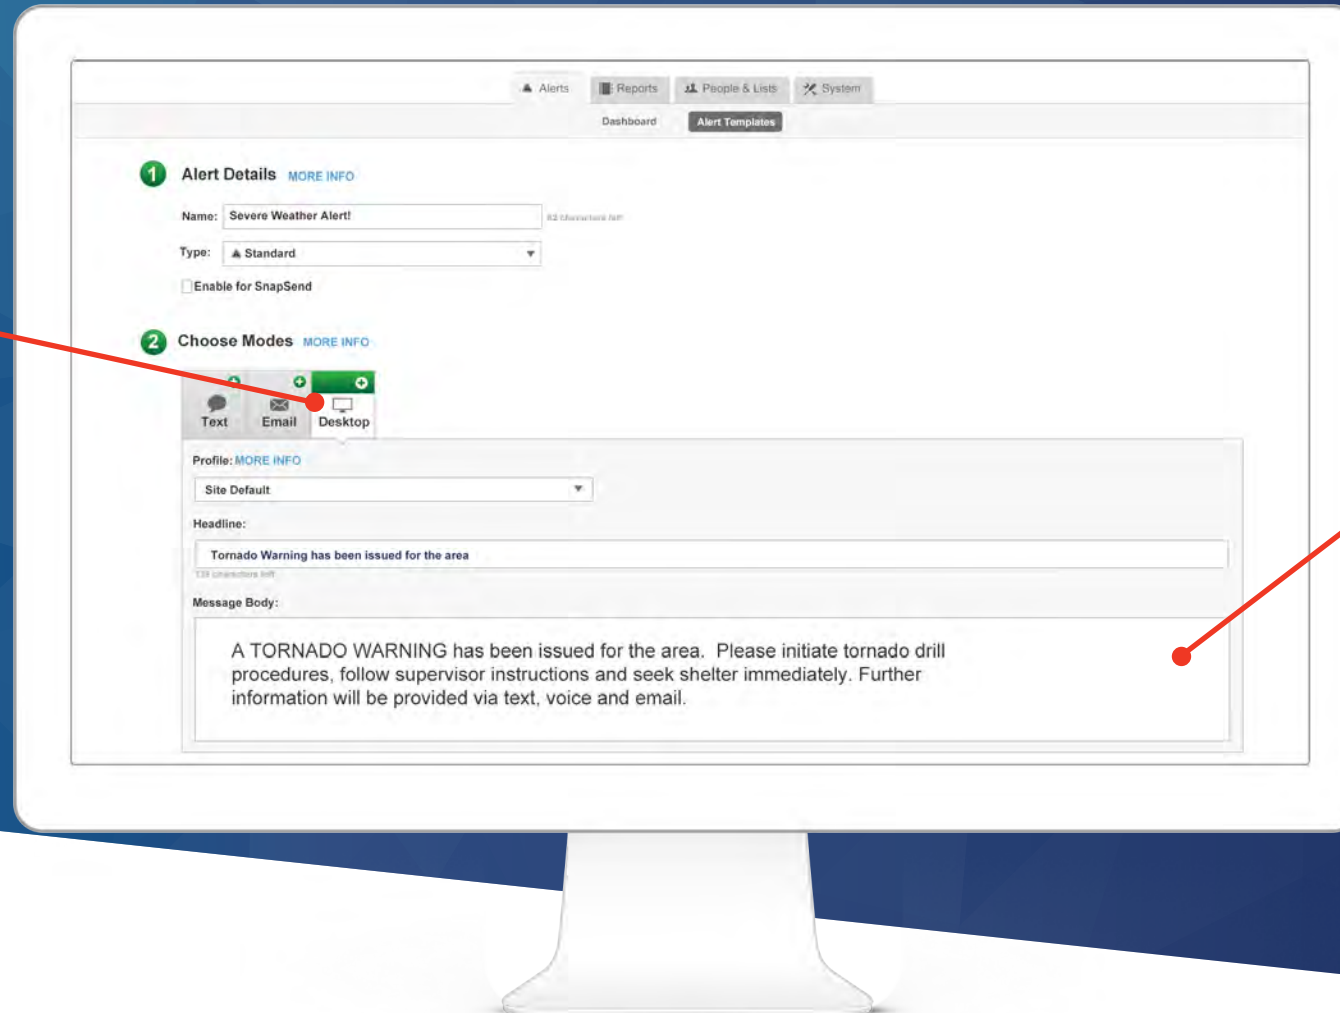 Alerts Reports People & Lists System
Dashboard Alert Templates
1 Alert Details MORE INFO
Name: Severe Weather Alert! characters left
Type: Standard
Enable for SnapSend
2 Choose Modes MORE INFO
Text Email Desktop
Profile: MORE INFO
Site Default
Headline:
Tornado Warning has been issued for the area
characters left
Message Body:
A TORNADO WARNING has been issued for the area. Please initiate tornado drill
procedures, follow supervisor instructions and seek shelter immediately. Further
information will be provided via text, voice and email.